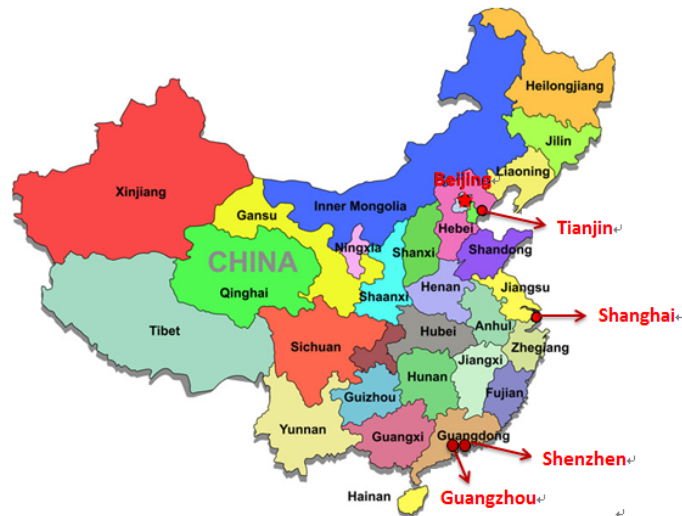 Heilongjiang
Jilin
Liaoning
Beijing↵
Xinjiang
Gansu
Inner Mongolia
Hebei
Tianjin↵
Ningxia
Shanxi
Shandong
CHINA
Qinghai
Shaanxi
Henan
Jiangsu
Shanghai↵
Tibet
Sichuan
Hubei
Anhui
Zhegiang
Jiangxi
Hunan
Guizhou
Fujian
Yunnan
Guangxi
Guangdong
Shenzhen↵
Hainan
Guangzhou↵
↵